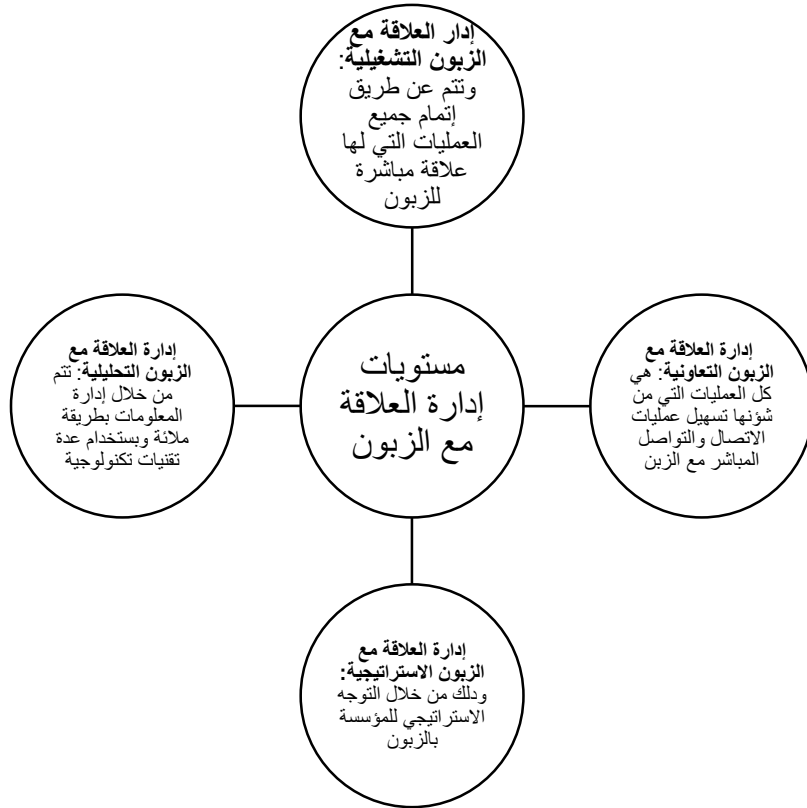 إدار العلاقة مع
الزبون التشغيلية:
وتتم عن طريق
إتمام جميع
العمليات التي لها
علاقة مباشرة
للزبون
مستويات
إدارة العلاقة
مع الزبون
إدارة العلاقة مع
الزبون التعاونية: هي
كل العمليات التي من
شؤنها تسهيل عمليات
الاتصال والتواصل
المباشر مع الزبن
إدارة العلاقة مع
الزبون الاستراتيجية:
ودلك من خلال التوجه
الاستراتيجي للمؤسسة
بالزبون
إدارة العلاقة مع
الزبون التحليلية: تتم
من خلال إدارة
المعلومات بطريقة
ملائة وبستخدام عدة
تقنيات تكنولوجية